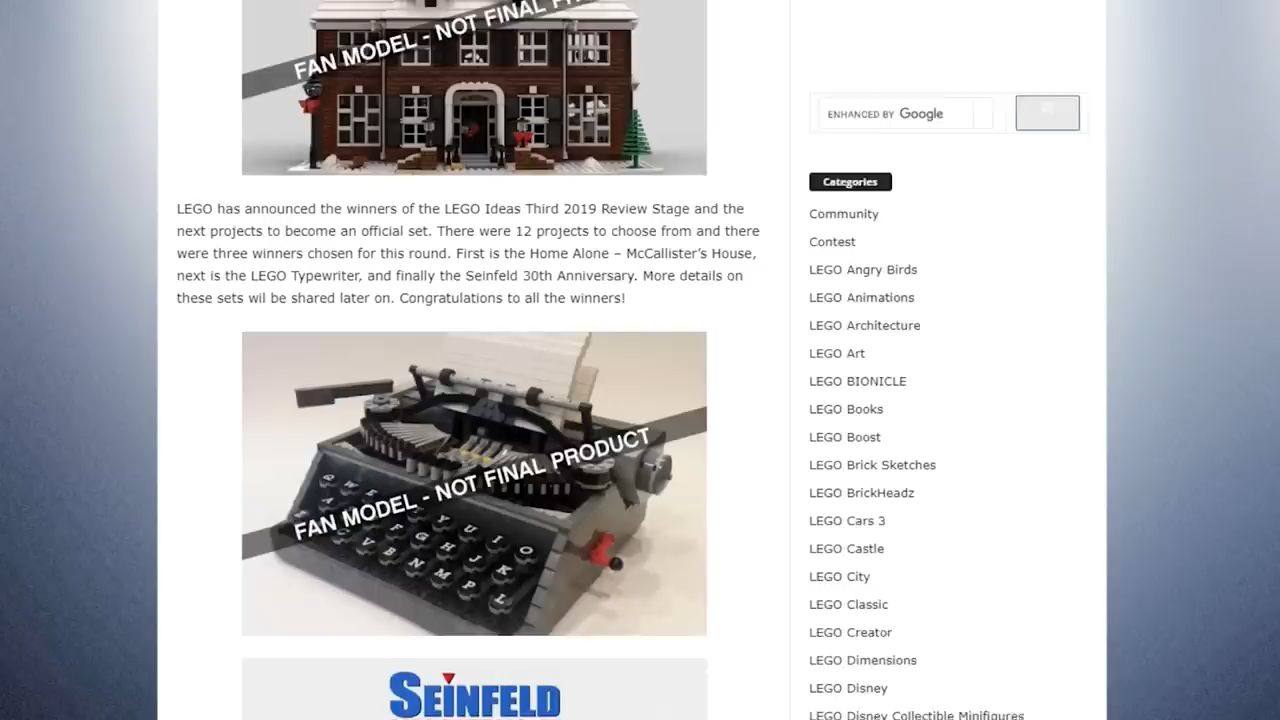 FAN MODEL - NOT FINAL
LEGO has announced the winners of the LEGO Ideas Third 2019 Review Stage and the
next projects to become an official set. There were 12 projects to choose from and there
were three winners chosen for this round. First is the Home Alone – McCallister’s House,
next is the LEGO Typewriter, and finally the Seinfeld 30th Anniversary. More details on
these sets wil be shared later on. Congratulations to all the winners!
FAN MODEL - NOT FINAL PRODUCT
Q W E
A
Y U I O
F G H J K
V B N M P L
SEINFELD
ENHANCED BY Google
Categories
Community
Contest
LEGO Angry Birds
LEGO Animations
LEGO Architecture
LEGO Art
LEGO BIONICLE
LEGO Books
LEGO Boost
LEGO Brick Sketches
LEGO BrickHeadz
LEGO Cars 3
LEGO Castle
LEGO City
LEGO Classic
LEGO Creator
LEGO Dimensions
LEGO Disney
LEGO Disney Collectible Minifigures